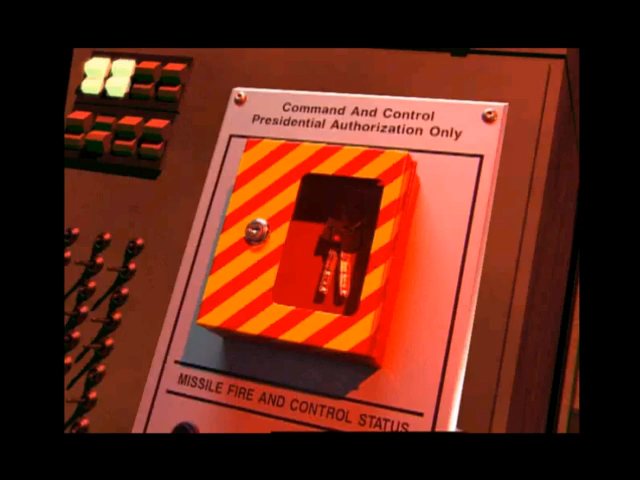 Command And Control
Presidential Authorization Only
MISSILE FIRE AND CONTROL STATUS